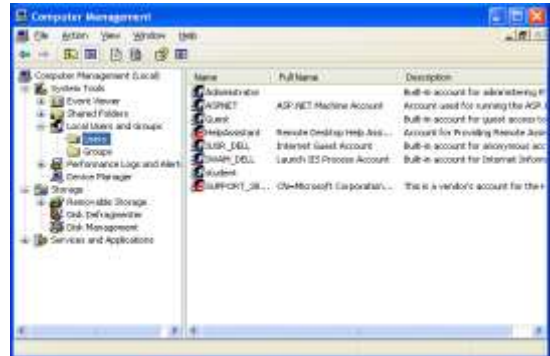 Computer Management
File Action View Window Help
Computer Management (Local)
System Tools
Event Viewer
Shared Folders
Local Users and Groups
Users
Groups
Performance Logs and Alert
Device Manager
Storage
Removable Storage
Disk Defragmenter
Disk Management
Services and Applications
Name Full Name Description
Administrator Built-in account for administering
ASPNET ASP.NET Machine Account Account used for running the ASP.
Guest Built-in account for guest access to
HelpAssistant Remote Desktop Help Ass... Account for Providing Remote Assi
IUSR_DELL Internet Guest Account Built-in account for anonymous acc
IWAM_DELL Launch IIS Process Account Built-in account for Internet Inform
student
SUPPORT_38... CN=Microsoft Corporation... This is a vendor's account for the